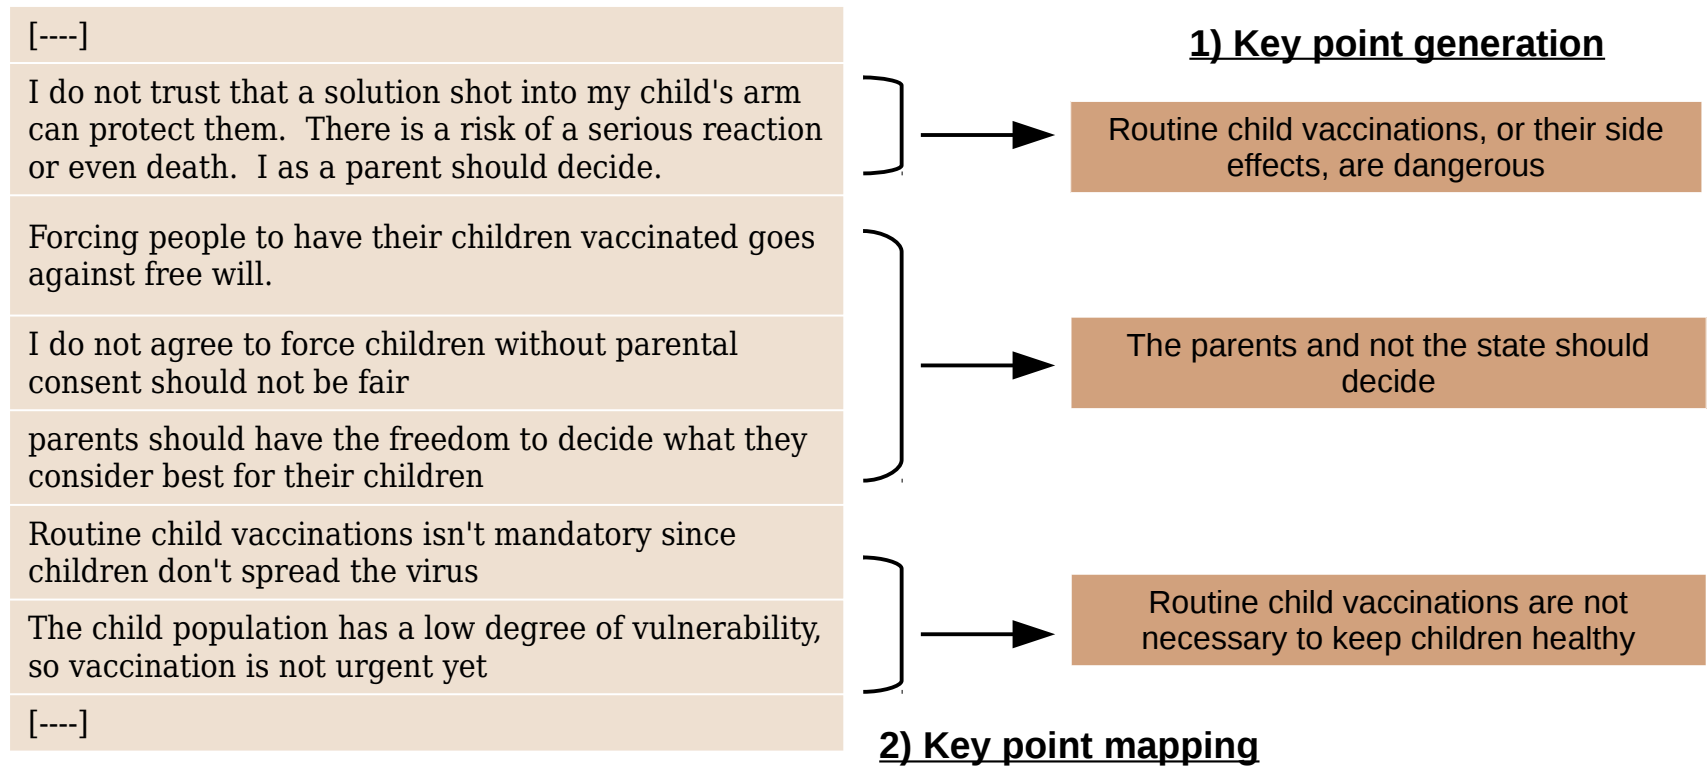 [----]
I do not trust that a solution shot into my child's arm
can protect them.  There is a risk of a serious reaction
or even death.  I as a parent should decide.
Forcing people to have their children vaccinated goes
against free will.
I do not agree to force children without parental
consent should not be fair
parents should have the freedom to decide what they
consider best for their children
Routine child vaccinations isn't mandatory since
children don't spread the virus
The child population has a low degree of vulnerability,
so vaccination is not urgent yet
[----]
1) Key point generation
Routine child vaccinations, or their side
effects, are dangerous
The parents and not the state should
decide
Routine child vaccinations are not
necessary to keep children healthy
2) Key point mapping